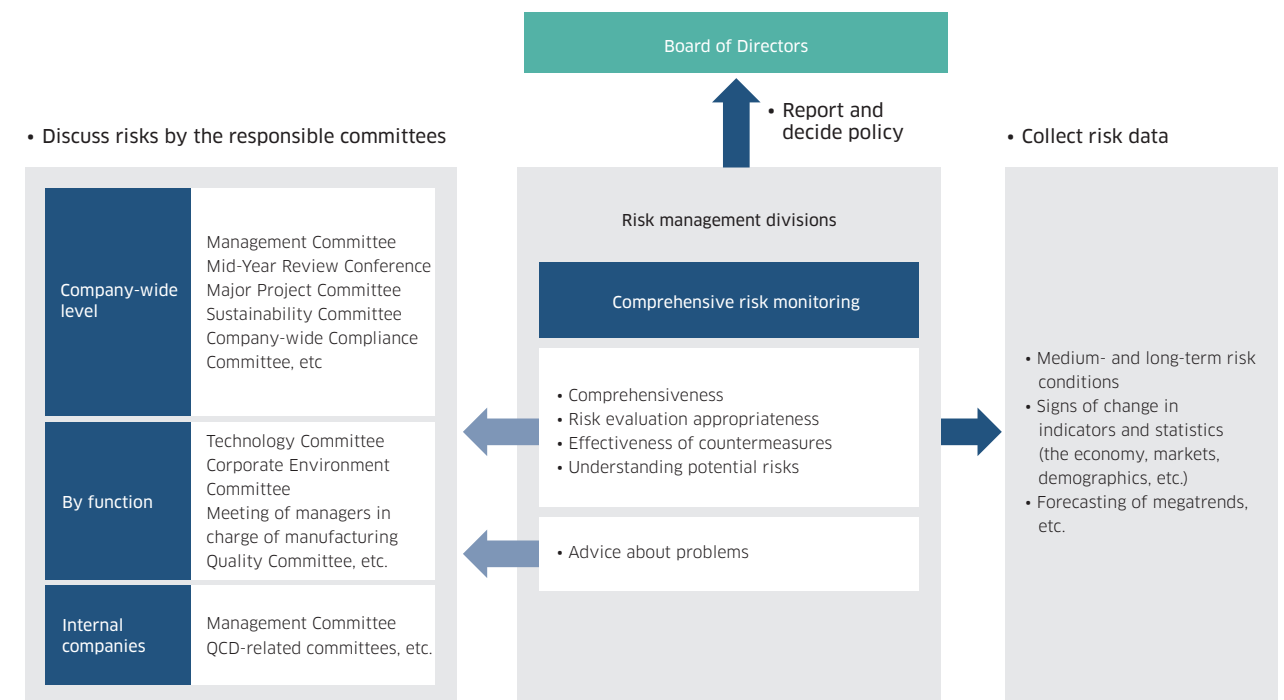 Board of Directors
• Report and
decide policy
• Discuss risks by the responsible committees
Company-wide
level
Management Committee
Mid-Year Review Conference
Major Project Committee
Sustainability Committee
Company-wide Compliance
Committee, etc
By function
Technology Committee
Corporate Environment
Committee
Meeting of managers in
charge of manufacturing
Quality Committee, etc.
Internal
companies
Management Committee
QCD-related committees, etc.
Risk management divisions
Comprehensive risk monitoring
• Comprehensiveness
• Risk evaluation appropriateness
• Effectiveness of countermeasures
• Understanding potential risks
• Advice about problems
• Collect risk data
• Medium- and long-term risk
conditions
• Signs of change in
indicators and statistics
(the economy, markets,
demographics, etc.)
• Forecasting of megatrends,
etc.